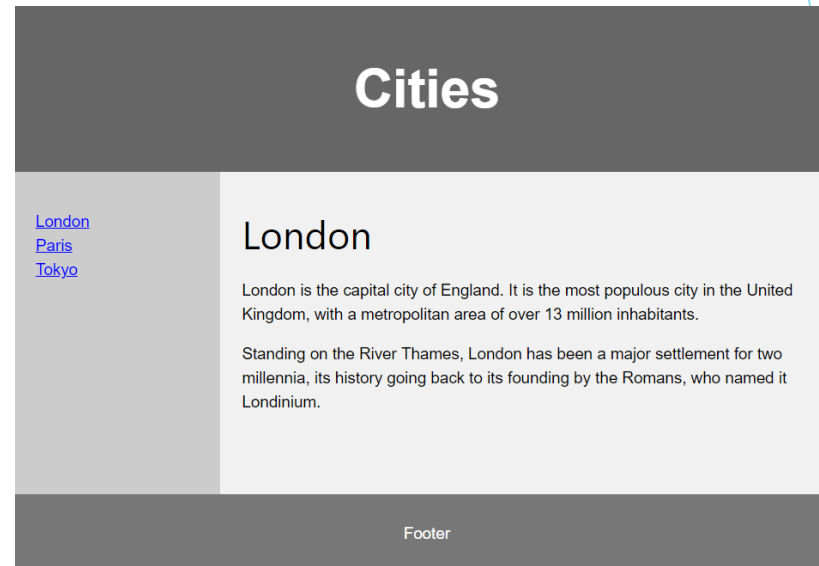 Cities
London
Paris
Tokyo
London
London is the capital city of England. It is the most populous city in the United
Kingdom, with a metropolitan area of over 13 million inhabitants.
Standing on the River Thames, London has been a major settlement for two
millennia, its history going back to its founding by the Romans, who named it
Londinium.
Footer